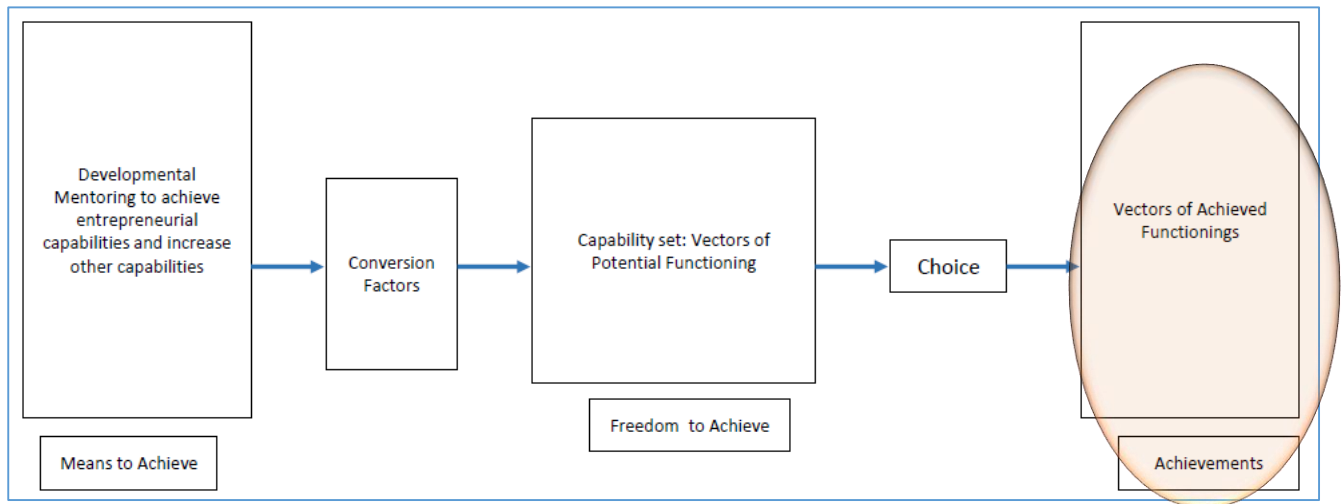 Developmental
Mentoring to achieve
entrepreneurial
capabilities and increase
other capabilities
Conversion
Factors
Capability set: Vectors of
Potential Functioning
Choice
Vectors of Achieved
Functionings
Means to Achieve
Freedom to Achieve
Achievements